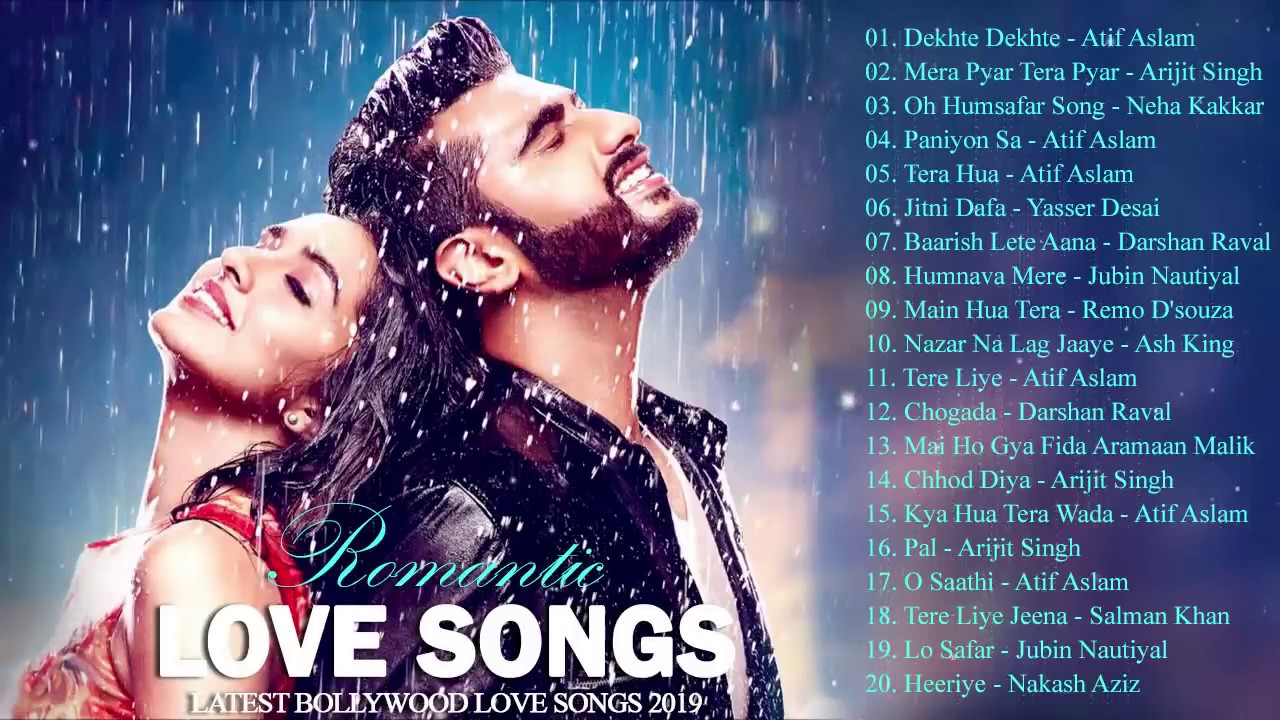 01. Dekhte Dekhte - Atif Aslam
02. Mera Pyar Tera Pyar - Arijit Singh
03. Oh Humsafar Song - Neha Kakkar
04. Paniyon Sa - Atif Aslam
05. Tera Hua - Atif Aslam
06. Jitni Dafa - Yasser Desai
07. Baarish Lete Aana - Darshan Raval
08. Humnava Mere - Jubin Nautiyal
09. Main Hua Tera - Remo D'souza
10. Nazar Na Lag Jaaye - Ash King
11. Tere Liye - Atif Aslam
12. Chogada - Darshan Raval
13. Mai Ho Gya Fida Aramaan Malik
14. Chhod Diya - Arijit Singh
15. Kya Hua Tera Wada - Atif Aslam
16. Pal - Arijit Singh
17. O Saathi - Atif Aslam
18. Tere Liye Jeena - Salman Khan
19. Lo Safar - Jubin Nautiyal
20. Heeriye - Nakash Aziz
Romantic
LOVE SONGS
LATEST BOLLYWOOD LOVE SONGS 2019